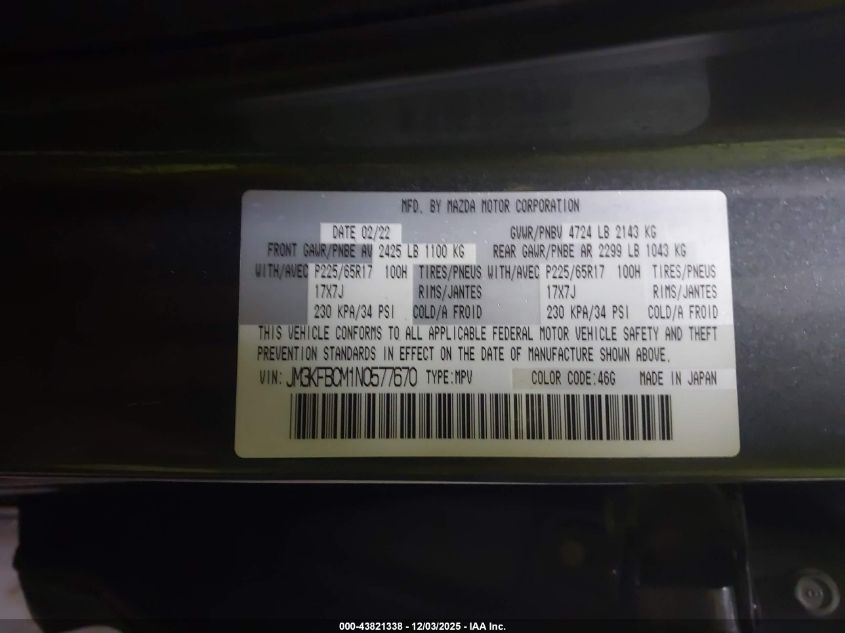 MFD. BY MAZDA MOTOR CORPORATION
DATE 02/22 GVWR/PNBV 4724 LB 2143 KG
FRONT GAWR/PNBE AV 2425 LB 1100 KG REAR GAWR/PNBE AR 2299 LB 1043 KG
WITH/AVEC P225/65R17 100H TIRES/PNEUS WITH/AVEC P225/65R17 100H TIRES/PNEUS
17X7J RIMS/JANTES 17X7J RIMS/JANTES
230 KPA/34 PSI COLD/A FROID 230 KPA/34 PSI COLD/A FROID
THIS VEHICLE CONFORMS TO ALL APPLICABLE FEDERAL MOTOR VEHICLE SAFETY AND THEFT
PREVENTION STANDARDS IN EFFECT ON THE DATE OF MANUFACTURE SHOWN ABOVE.
VIN: JM3KFBCM1N0577670 TYPE:MPV COLOR CODE:46G MADE IN JAPAN
000-43821338 - 12/03/2025 - IAA Inc.